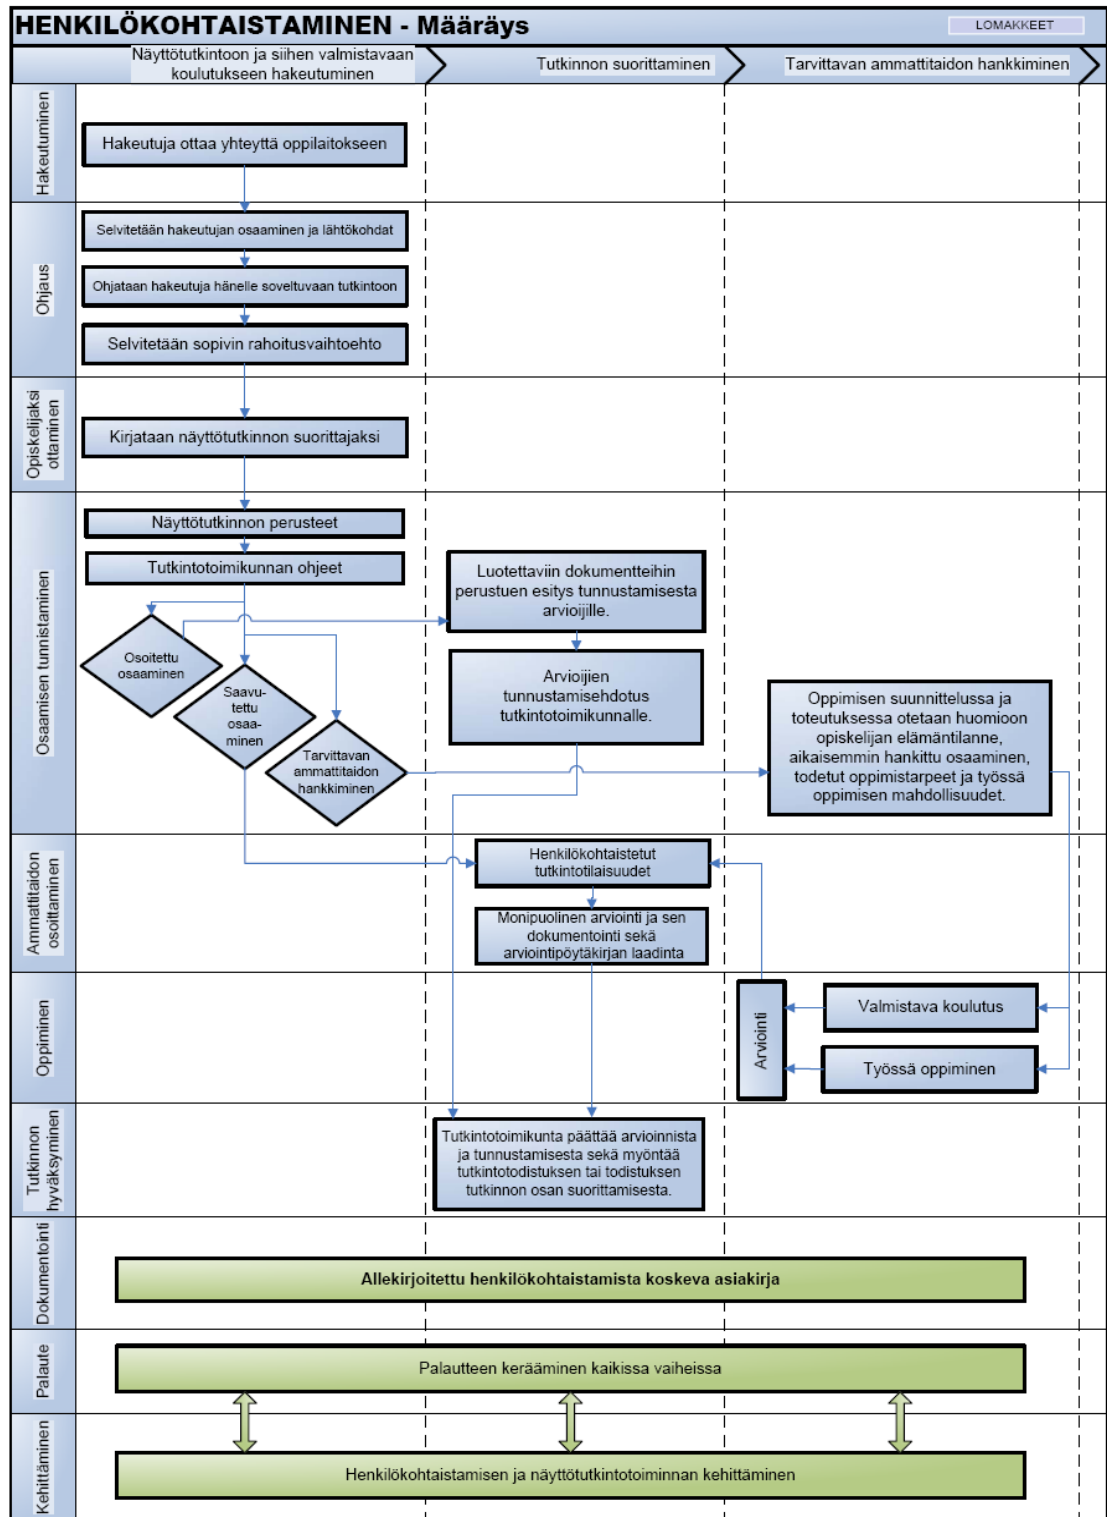 HENKILÖKOHTAISTAMINEN - Määräys
LOMAKKEET
Näyttötutkintoon ja siihen valmistavaan
koulutukseen hakeutuminen
Tutkinnon suorittaminen
Tarvittavan ammattitaidon hankkiminen
Hakeutuminen
Hakeutuja ottaa yhteyttä oppilaitokseen
Ohjaus
Selvitetään hakeutujan osaaminen ja lähtökohdat
Ohjataan hakeutuja hänelle soveltuvaan tutkintoon
Selvitetään sopivin rahoitusvaihtoehto
Opiskelijaksi
ottaminen
Kirjataan näyttötutkinnon suorittajaksi
Osaamisen tunnistaminen
Näyttötutkinnon perusteet
Tutkintotoimikunnan ohjeet
Osoitettu
osaaminen
Saavu-
tettu
osaa-
minen
Tarvittavan
ammattitaidon
hankkiminen
Luotettaviin dokumentteihin
perustuen esitys tunnustamisesta
arvioijille.
Arvioijien
tunnustamisehdotus
tutkintotoimikunnalle.
Oppimisen suunnittelussa ja
toteutuksessa otetaan huomioon
opiskelijan elämäntilanne,
aikaisemmin hankittu osaaminen,
todetut oppimistarpeet ja työssä
oppimisen mahdollisuudet.
Ammattitaidon
osoittaminen
Henkilökohtaistetut
tutkintotilaisuudet
Monipuolinen arviointi ja sen
dokumentointi sekä
arviointipöytäkirjan laadinta
Oppiminen
Arviointi
Valmistava koulutus
Työssä oppiminen
Tutkinnon
hyväksyminen
Tutkintotoimikunta päättää arvioinnista
ja tunnustamisesta sekä myöntää
tutkintotodistuksen tai todistuksen
tutkinnon osan suorittamisesta.
Dokumentointi
Allekirjoitettu henkilökohtaistamista koskeva asiakirja
Palaute
Palautteen kerääminen kaikissa vaiheissa
Kehittäminen
Henkilökohtaistamisen ja näyttötutkintotoiminnan kehittäminen